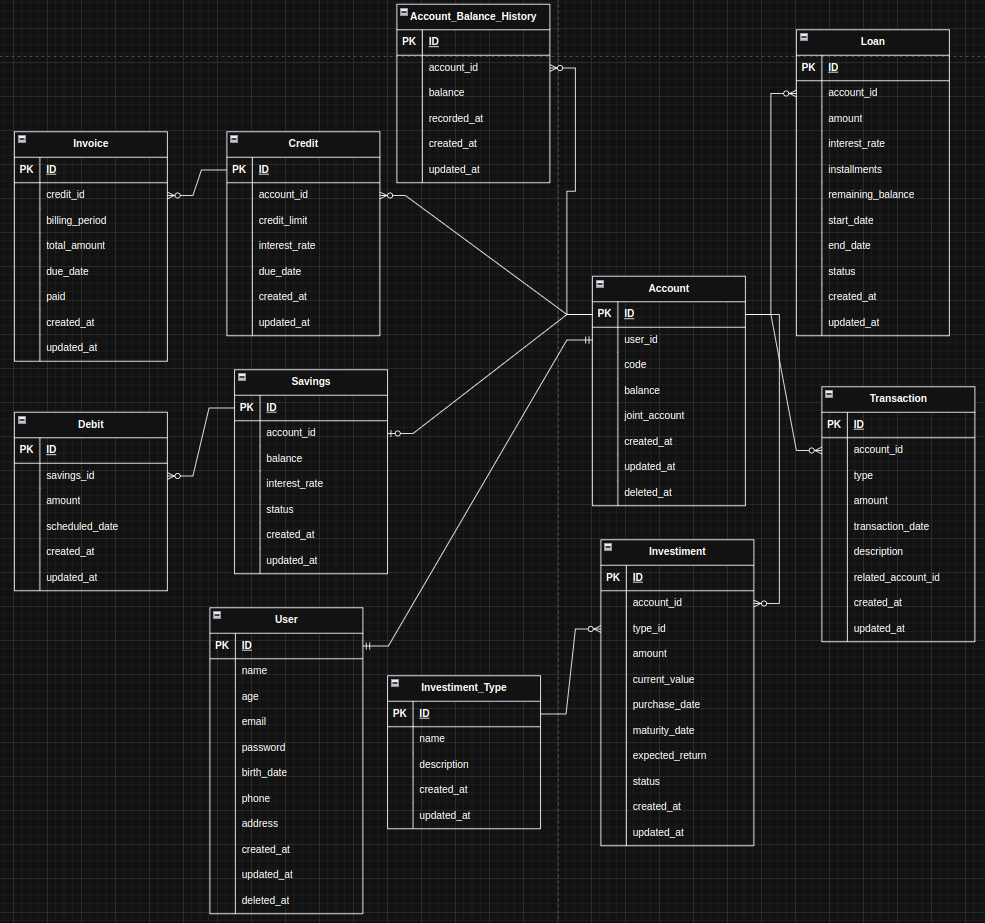 Account_Balance_History
PK ID
account_id
balance
recorded_at
created_at
updated_at
Loan
PK ID
account_id
amount
interest_rate
installments
remaining_balance
start_date
end_date
status
created_at
updated_at
Invoice
PK ID
credit_id
billing_period
total_amount
due_date
paid
created_at
updated_at
Credit
PK ID
account_id
credit_limit
interest_rate
due_date
created_at
updated_at
Account
PK ID
user_id
code
balance
joint_account
created_at
updated_at
deleted_at
Savings
PK ID
account_id
balance
interest_rate
status
created_at
updated_at
Debit
PK ID
savings_id
amount
scheduled_date
created_at
updated_at
Transaction
PK ID
account_id
type
amount
transaction_date
description
related_account_id
created_at
updated_at
Investiment
PK ID
account_id
type_id
amount
current_value
purchase_date
maturity_date
expected_return
status
created_at
updated_at
User
PK ID
name
age
email
password
birth_date
phone
address
created_at
updated_at
deleted_at
Investiment_Type
PK ID
name
description
created_at
updated_at